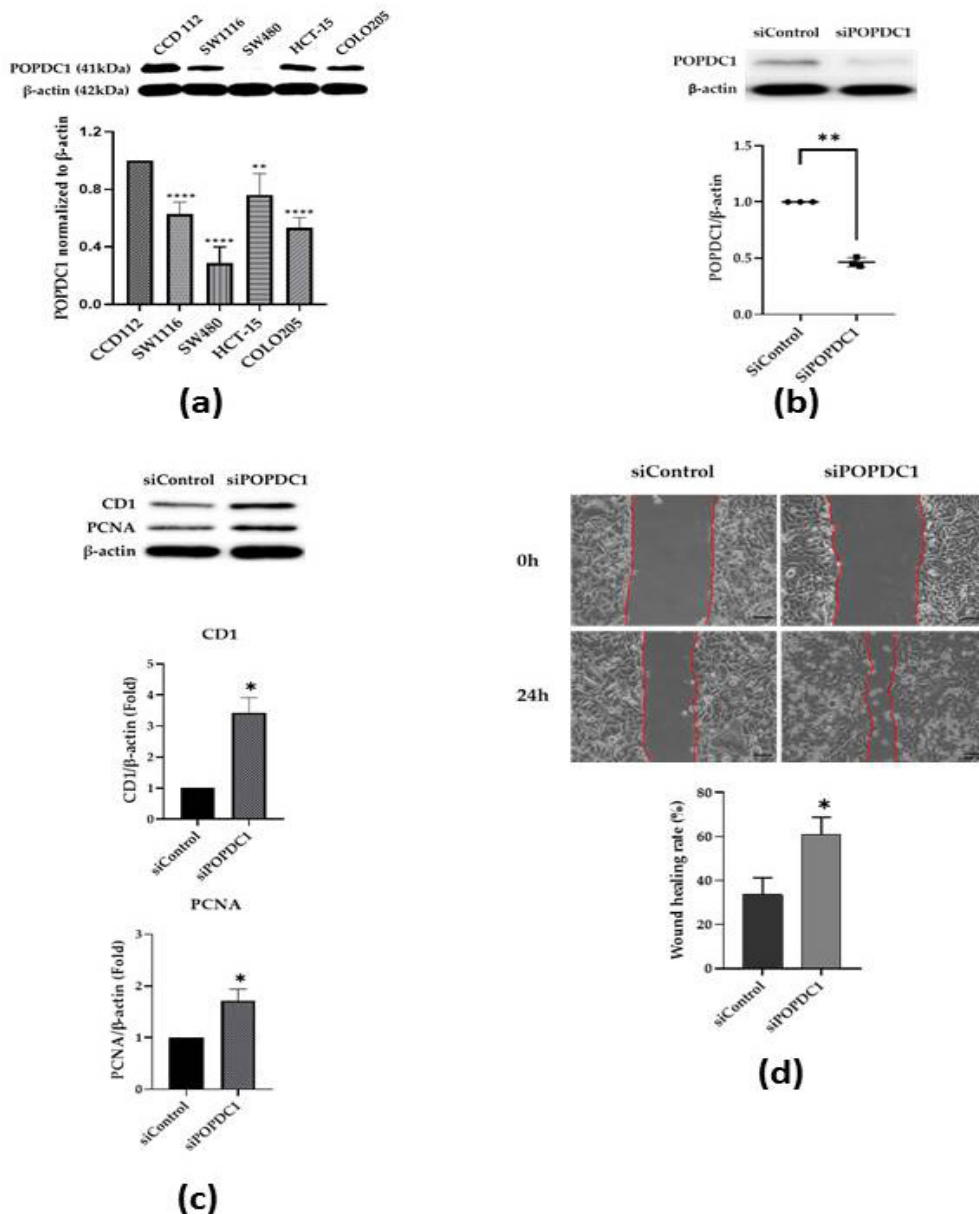 CCD 112 SW1116 SW480 HCT-15 COLO205
POPDC1 (41kDa)
β-actin (42kDa)
POPDC1 normalized to β-actin
1.2
0.8
0.4
0.0
****
****
**
****
CCD112 SW1116 SW480 HCT-15 COLO205
(a)
siControl siPOPDC1
POPDC1
β-actin
POPDC1/β-actin
1.5
1.0
0.5
0.0
**
SiControl SiPOPDC1
(b)
siControl siPOPDC1
CD1
PCNA
β-actin
CD1
CD1/β-actin (Fold)
5
4
3
2
1
0
*
siControl siPOPDC1
PCNA
PCNA/β-actin (Fold)
3
2
1
0
*
siControl siPOPDC1
(c)
siControl siPOPDC1
0h
24h
Wound healing rate (%)
80
60
40
20
0
*
siControl siPOPDC1
(d)